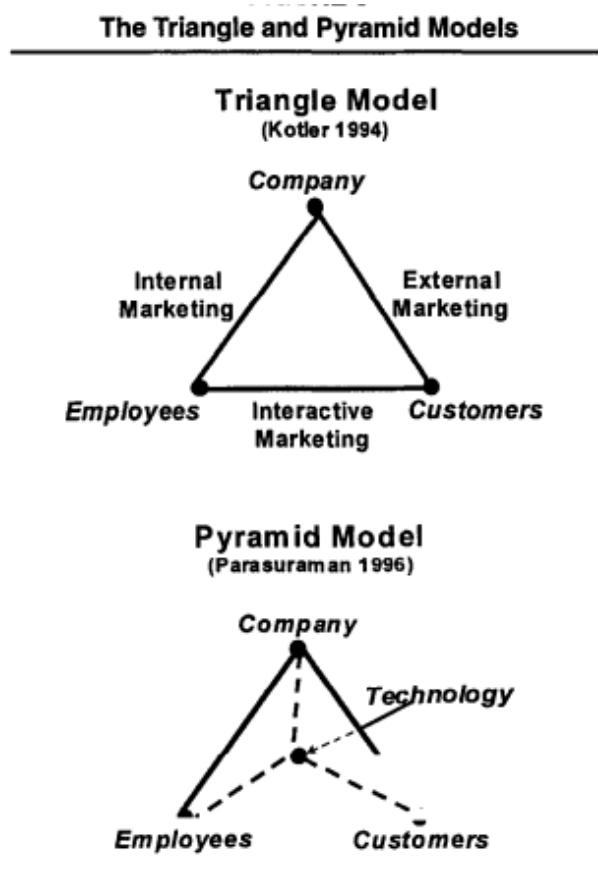 The Triangle and Pyramid Models
Triangle Model
(Kotler 1994)
Company
Internal
Marketing
External
Marketing
Employees
Interactive
Marketing
Customers
Pyramid Model
(Parasuraman 1996)
Company
Technology
Employees
Customers